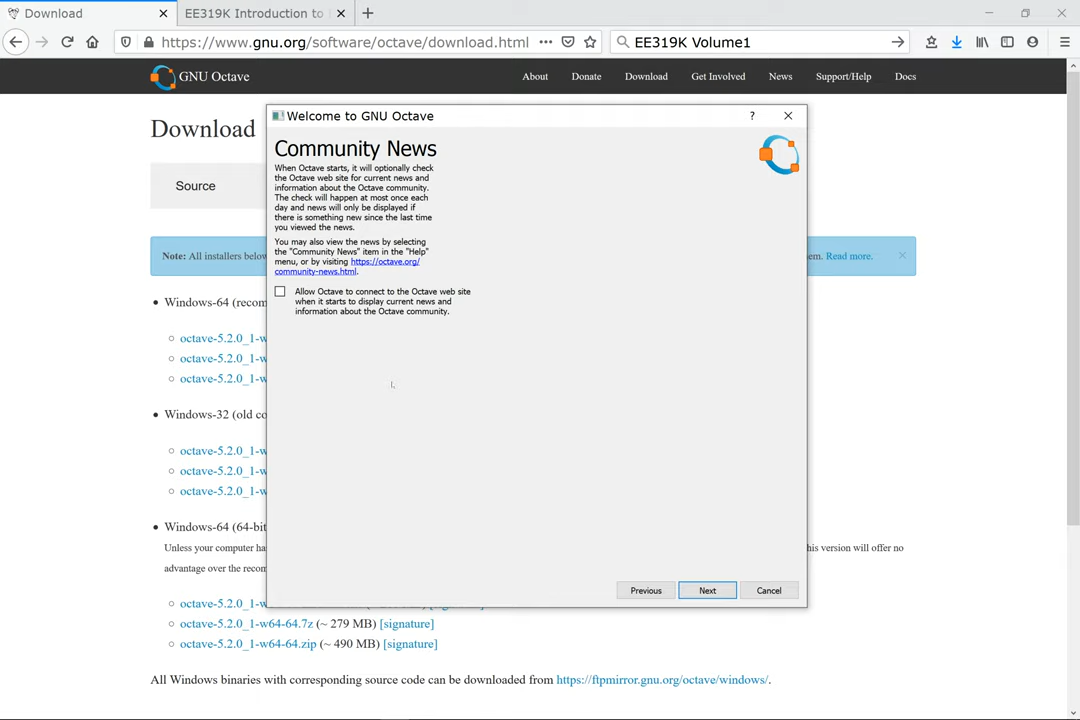 Download
EE319K Introduction to
https://www.gnu.org/software/octave/download.html
EE319K Volume1
GNU Octave
About
Donate
Download
Get Involved
News
Support/Help
Docs
Download
Source
Note: All installers below
em. Read more.
Windows-64 (recom
octave-5.2.0_1-w
octave-5.2.0_1-w
octave-5.2.0_1-w
Windows-32 (old co
octave-5.2.0_1-w
octave-5.2.0_1-w
octave-5.2.0_1-w
Windows-64 (64-bit
Unless your computer ha
his version will offer no
advantage over the recom
octave-5.2.0_1-w
octave-5.2.0_1-w64-64.7z (~ 279 MB) [signature]
octave-5.2.0_1-w64-64.zip (~ 490 MB) [signature]
All Windows binaries with corresponding source code can be downloaded from https://ftpmirror.gnu.org/octave/windows/.
Welcome to GNU Octave
?
Community News
When Octave starts, it will optionally check
the Octave web site for current news and
information about the Octave community.
The check will happen at most once each
day and news will only be displayed if
there is something new since the last time
you viewed the news.
You may also view the news by selecting
the "Community News" item in the "Help"
menu, or by visiting https://octave.org/
community-news.html.
Allow Octave to connect to the Octave web site
when it starts to display current news and
information about the Octave community.
Previous
Next
Cancel